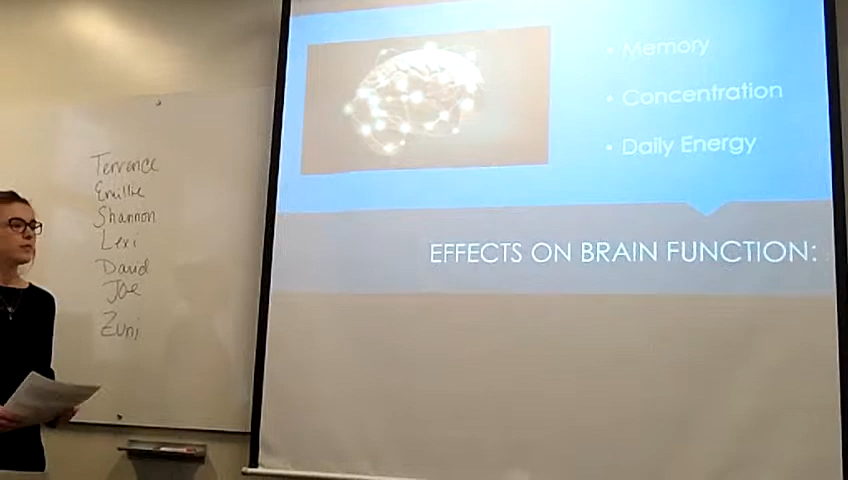 Terrence
Emillie
Shannon
Lexi
David
Joe
Zuni
• Memory
• Concentration
• Daily Energy
EFFECTS ON BRAIN FUNCTION: